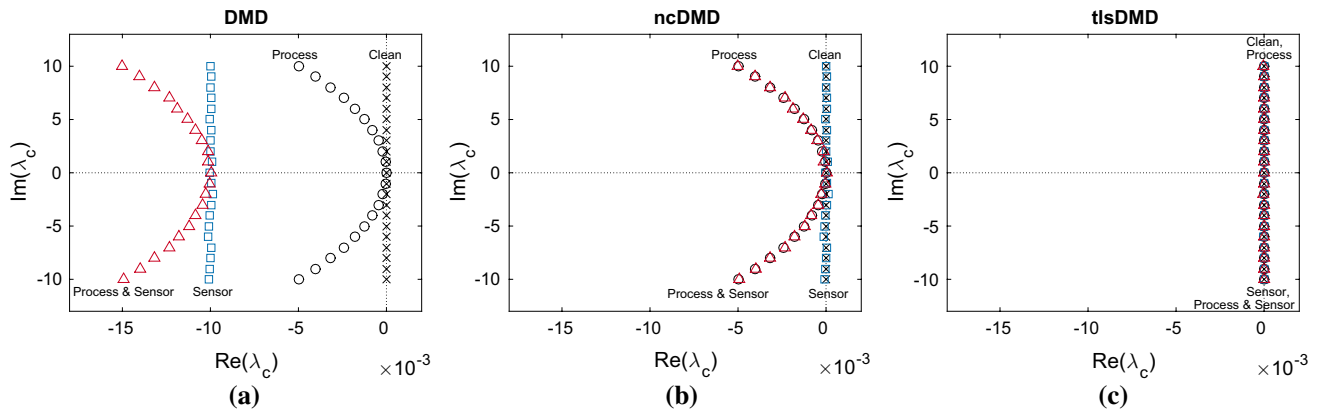 DMD
Process Clean
10
5
0
-5
-10
Process & Sensor Sensor
-15 -10 -5 0
Im(λc)
Re(λc) ×10-3
(a)
ncDMD
Process Clean
10
5
0
-5
-10
Process & Sensor Sensor
-15 -10 -5 0
Im(λc)
Re(λc) ×10-3
(b)
tlsDMD
Clean,
Process
10
5
0
-5
-10
Sensor,
Process & Sensor
-15 -10 -5 0
Im(λc)
Re(λc) ×10-3
(c)